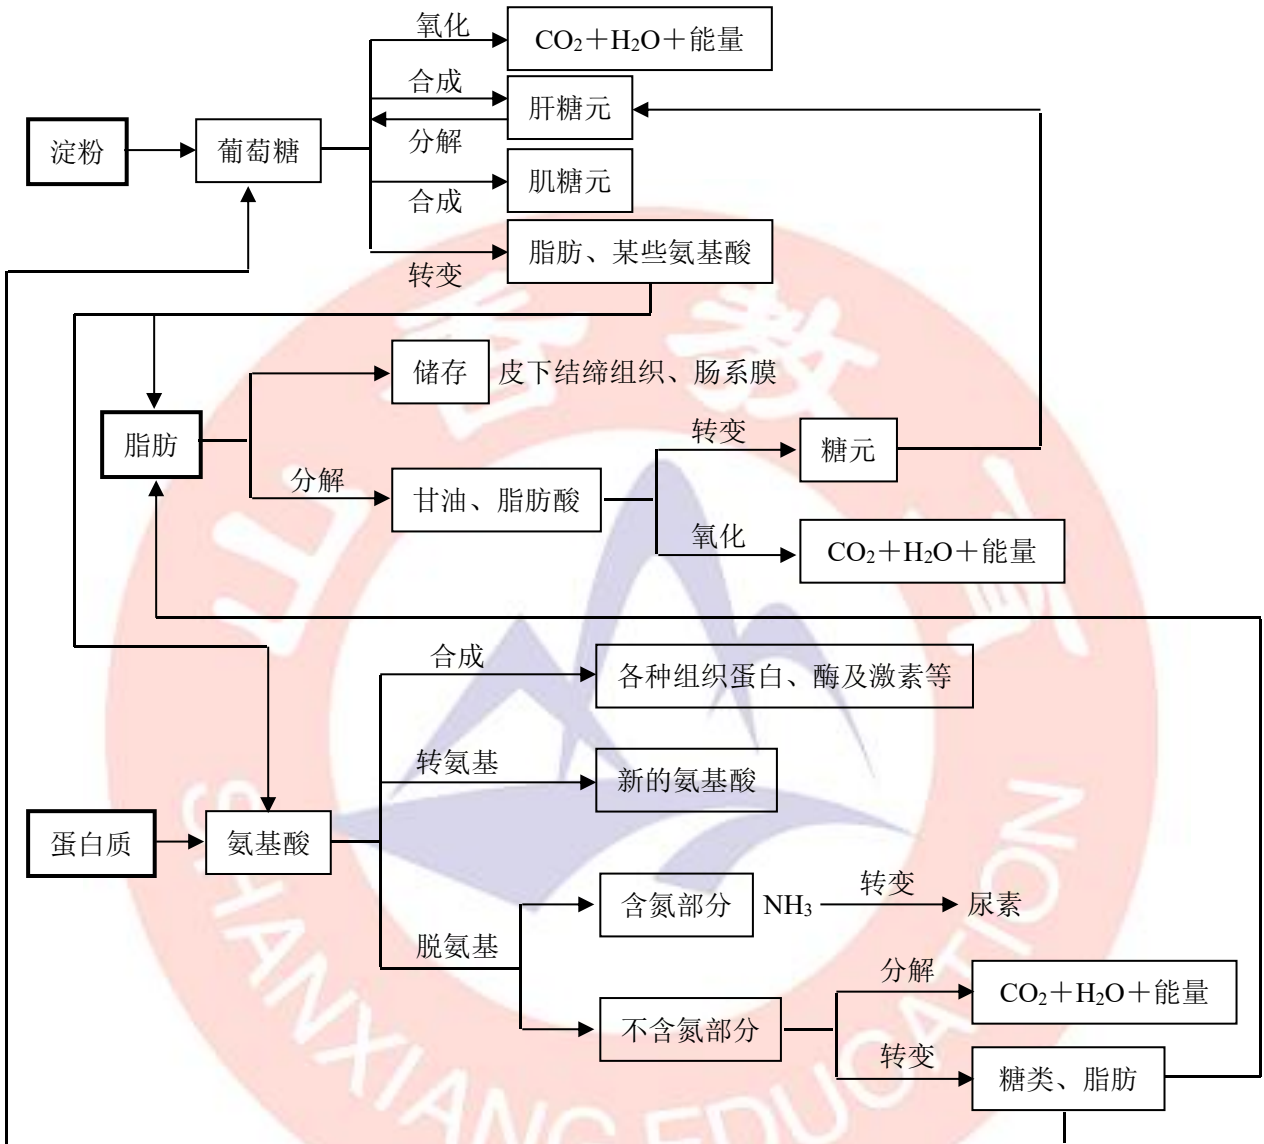 氧化
CO₂＋H₂O＋能量
合成
肝糖元
淀粉
葡萄糖
分解
肌糖元
合成
脂肪、某些氨基酸
转变
储存
皮下结缔组织、肠系膜
脂肪
转变
糖元
分解
甘油、脂肪酸
氧化
CO₂＋H₂O＋能量
合成
各种组织蛋白、酶及激素等
转氨基
新的氨基酸
蛋白质
氨基酸
含氮部分
NH₃
转变
尿素
脱氨基
分解
CO₂＋H₂O＋能量
不含氮部分
转变
糖类、脂肪
山香教育
SHANXIANG EDUCATION